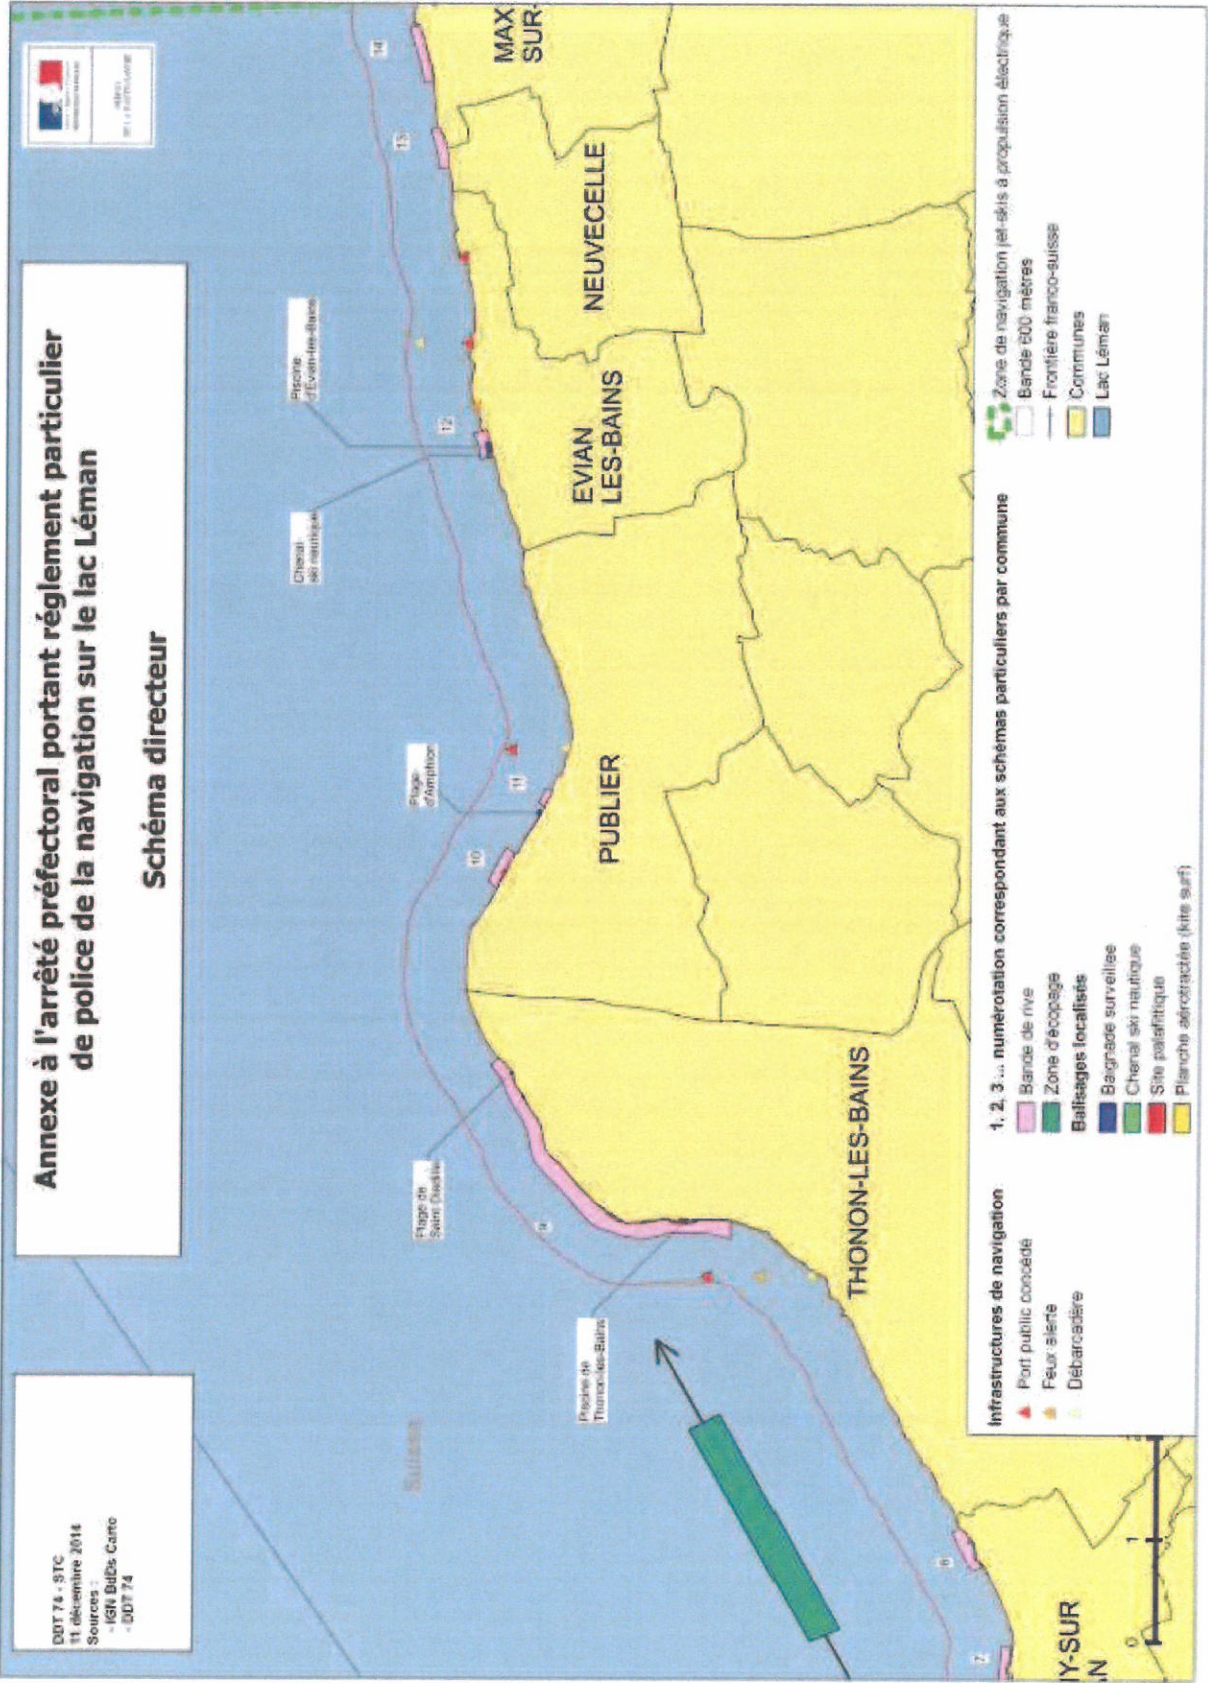 DDT 74 - STC
11 décembre 2014
Sources :
- IGN BdDs Carto
- DDT 74
Annexe à l'arrêté préfectoral portant réglement particulier
de police de la navigation sur le lac Léman
Schéma directeur
Suisse
Piscine de
Thonon-les-Bains
Plage de
Saint Disdille
Plage
d'Amphion
Chenal
ski nautique
Piscine
d'Evian-les-Bains
7
8
9
10
11
12
13
14
THONON-LES-BAINS
PUBLIER
EVIAN
LES-BAINS
NEUVECELLE
MAX
SUR-
IY-SUR
N
0
1
Infrastructures de navigation
Port public concédé
Feux alerte
Débarcadère
1, 2, 3 ... numérotation correspondant aux schémas particuliers par commune
Bande de rive
Zone d'écopage
Balisages localisés
Baignade surveillee
Chenal ski nautique
Site palafittique
Planche aérotractée (kite surf)
Zone de navigation jet-skis à propulsion électrique
Bande 600 mètres
Frontière franco-suisse
Communes
Lac Léman